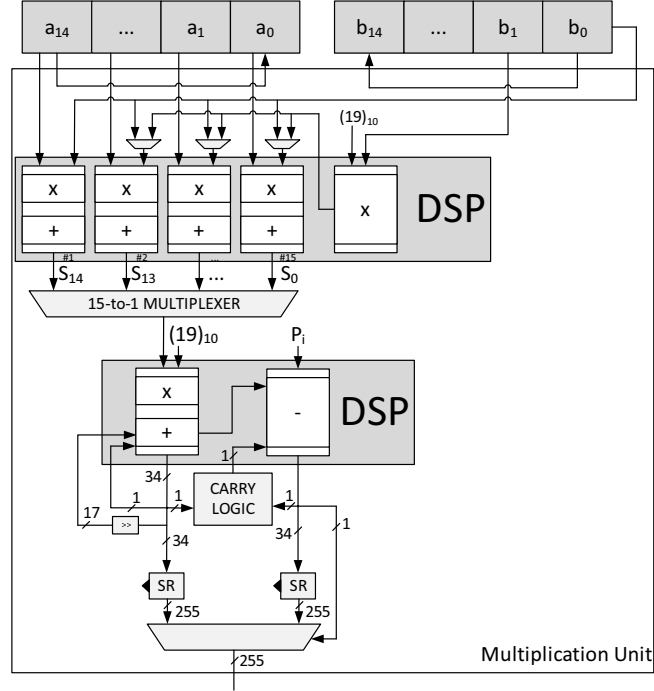 a14 ... a1 a0 b14 ... b1 b0
(19)10
x x x x x DSP
+ + + +
#1 #2 ... #15
S14 S13 ... S0
15-to-1 MULTIPLEXER
(19)10 Pi
x - DSP
+
34 1
CARRY
LOGIC
17 1 1 1 1
>> 34 34
SR SR
255 255
Multiplication Unit
255